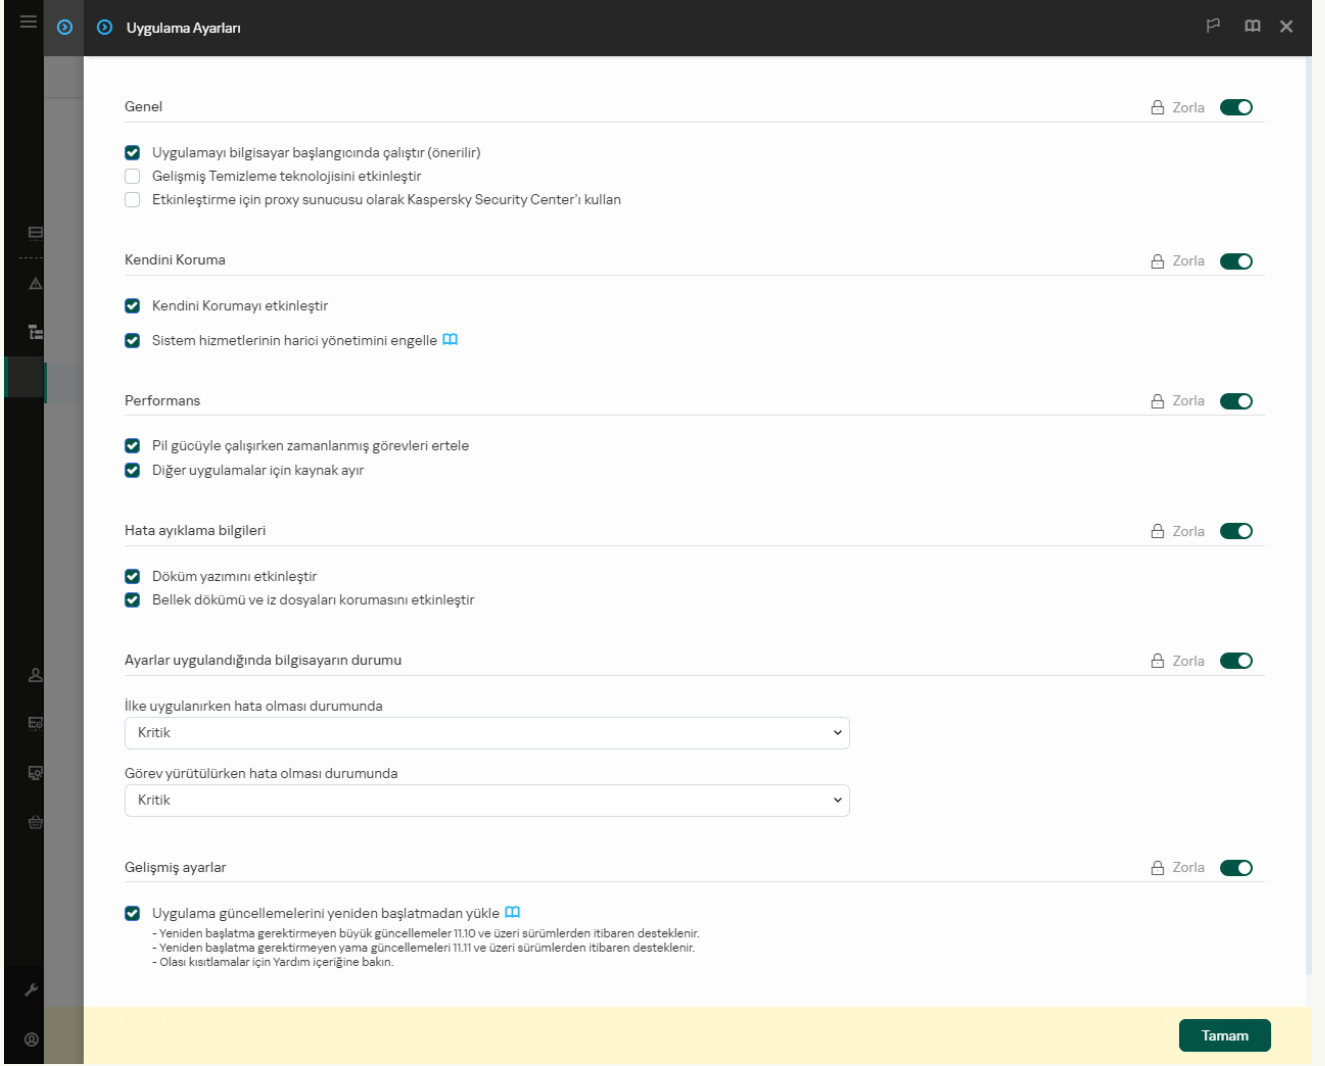 Uygulama Ayarları
Genel
Zorla
Uygulamayı bilgisayar başlangıcında çalıştır (önerilir)
Gelişmiş Temizleme teknolojisini etkinleştir
Etkinleştirme için proxy sunucusu olarak Kaspersky Security Center'ı kullan
Kendini Koruma
Zorla
Kendini Korumayı etkinleştir
Sistem hizmetlerinin harici yönetimini engelle
Performans
Zorla
Pil gücüyle çalışırken zamanlanmış görevleri ertele
Diğer uygulamalar için kaynak ayır
Hata ayıklama bilgileri
Zorla
Döküm yazımını etkinleştir
Bellek dökümü ve iz dosyaları korumasını etkinleştir
Ayarlar uygulandığında bilgisayarın durumu
Zorla
İlke uygulanırken hata olması durumunda
Kritik
Görev yürütülürken hata olması durumunda
Kritik
Gelişmiş ayarlar
Zorla
Uygulama güncellemelerini yeniden başlatmadan yükle
- Yeniden başlatma gerektirmeyen büyük güncellemeler 11.10 ve üzeri sürümlerden itibaren desteklenir.
- Yeniden başlatma gerektirmeyen yama güncellemeleri 11.11 ve üzeri sürümlerden itibaren desteklenir.
- Olası kısıtlamalar için Yardım içeriğine bakın.
Tamam